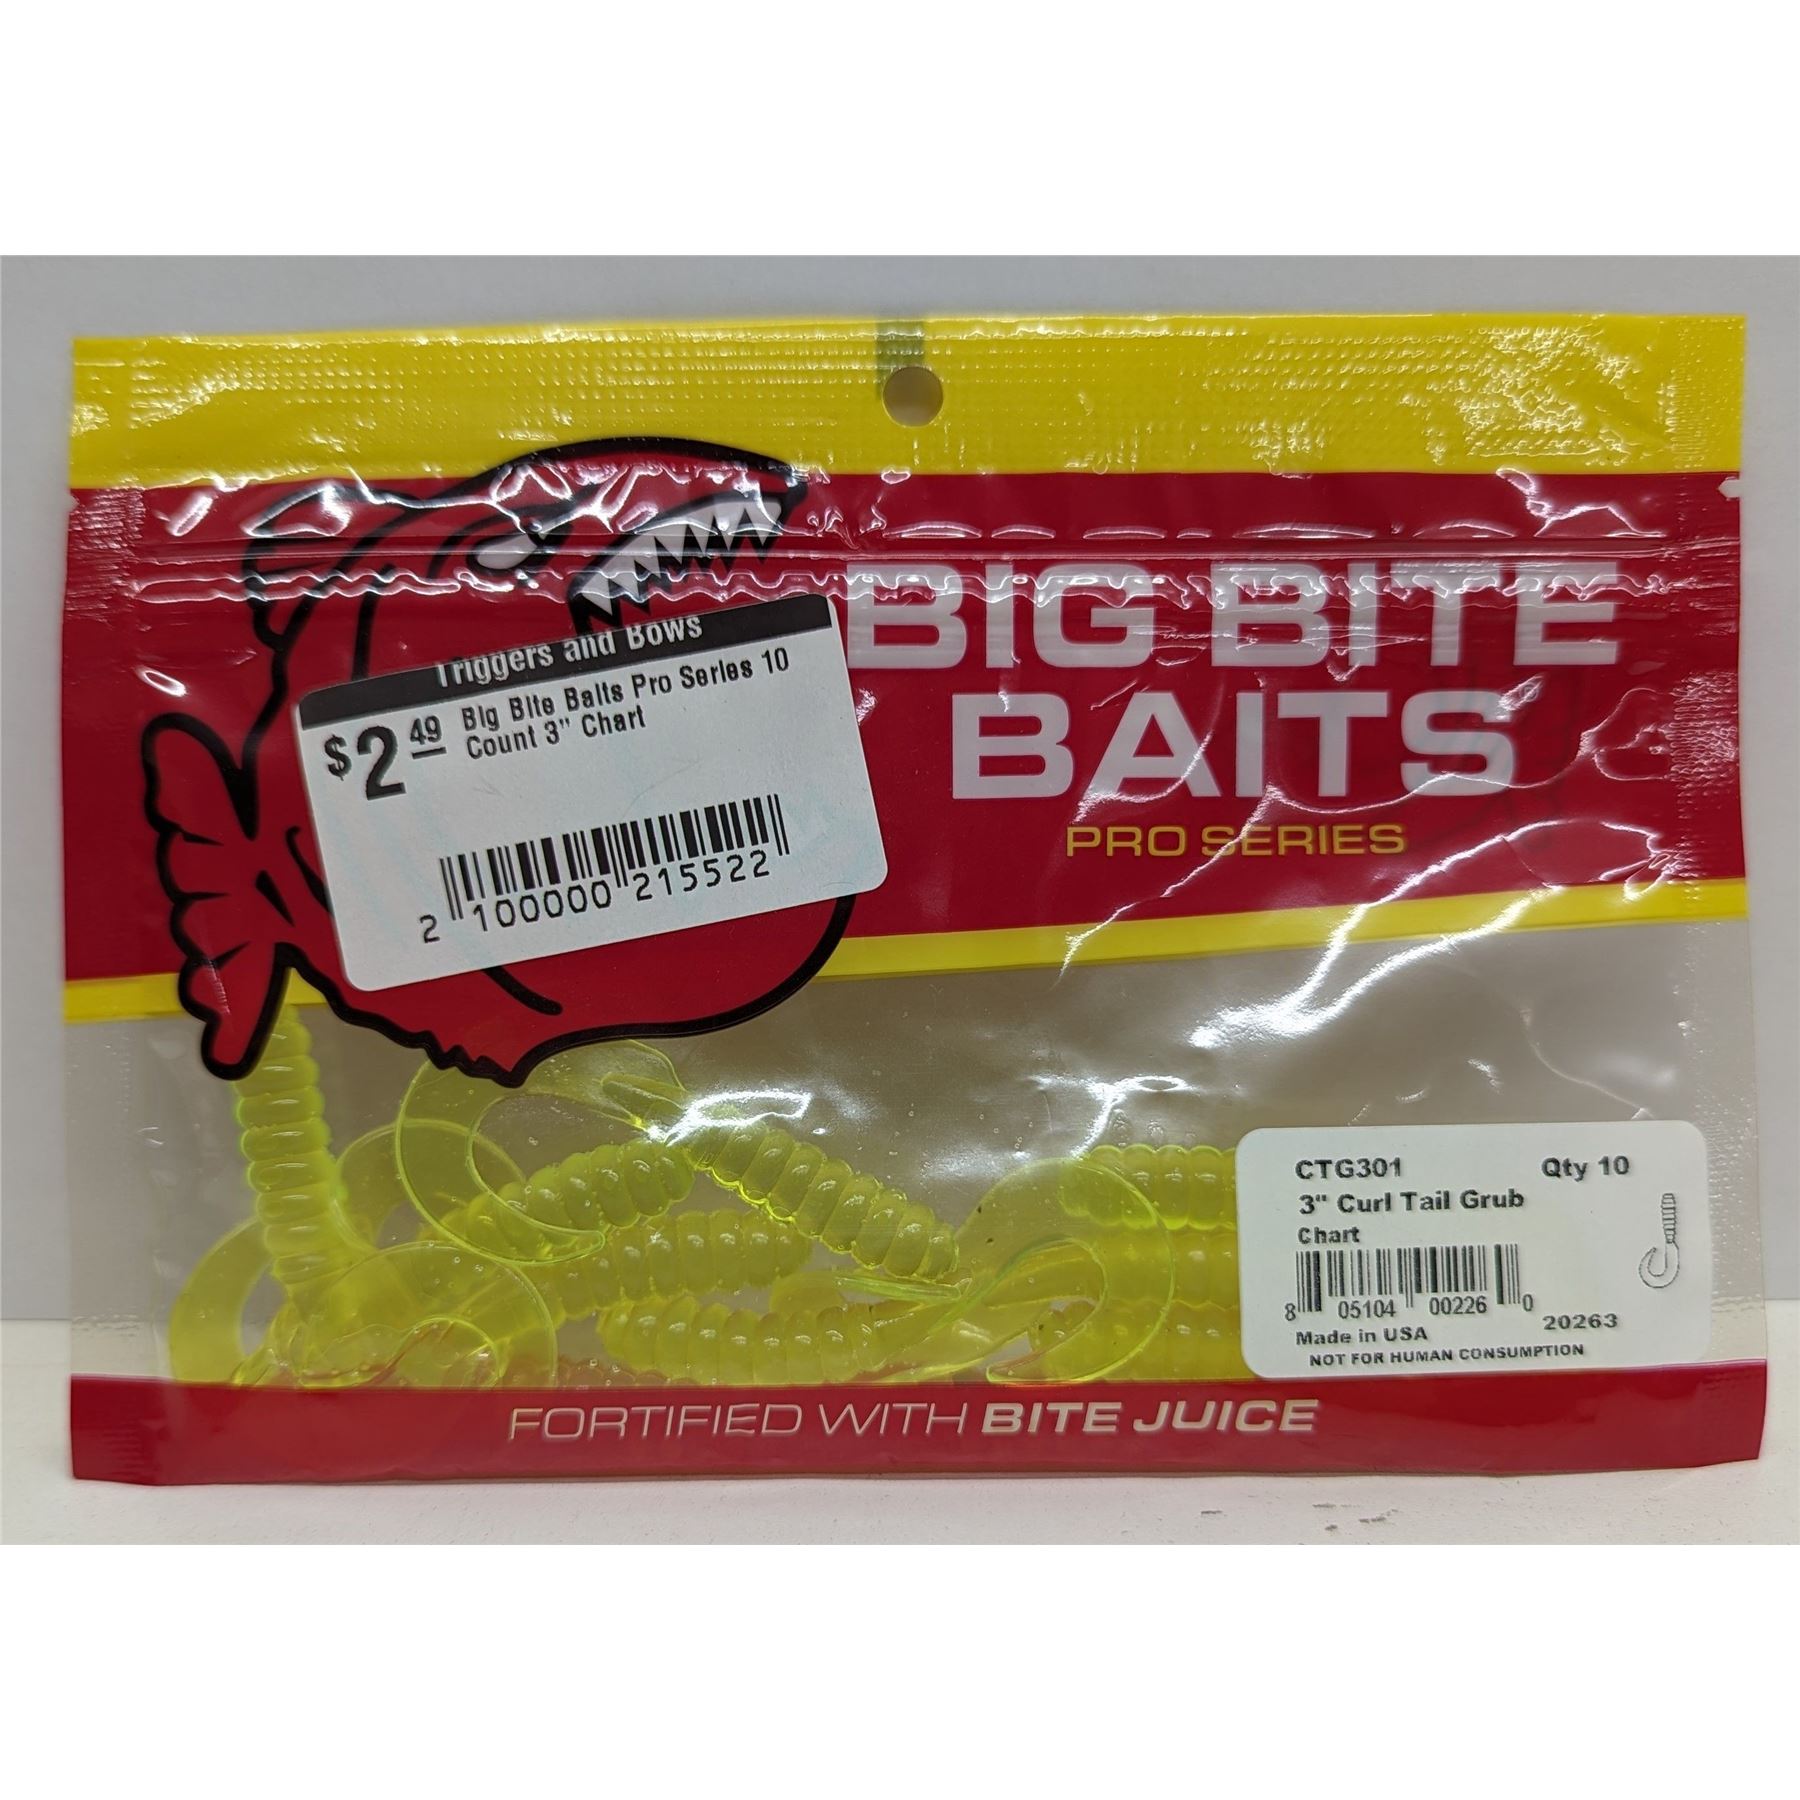 BIG BITE
BAITS®
PRO SERIES
Triggers and Bows
$2.49 Big Bite Baits Pro Series 10
Count 3" Chart
2 100000 215522
CTG301 Qty 10
3" Curl Tail Grub
Chart
8 05104 00226 0
20263
Made in USA
NOT FOR HUMAN CONSUMPTION
FORTIFIED WITH BITE JUICE